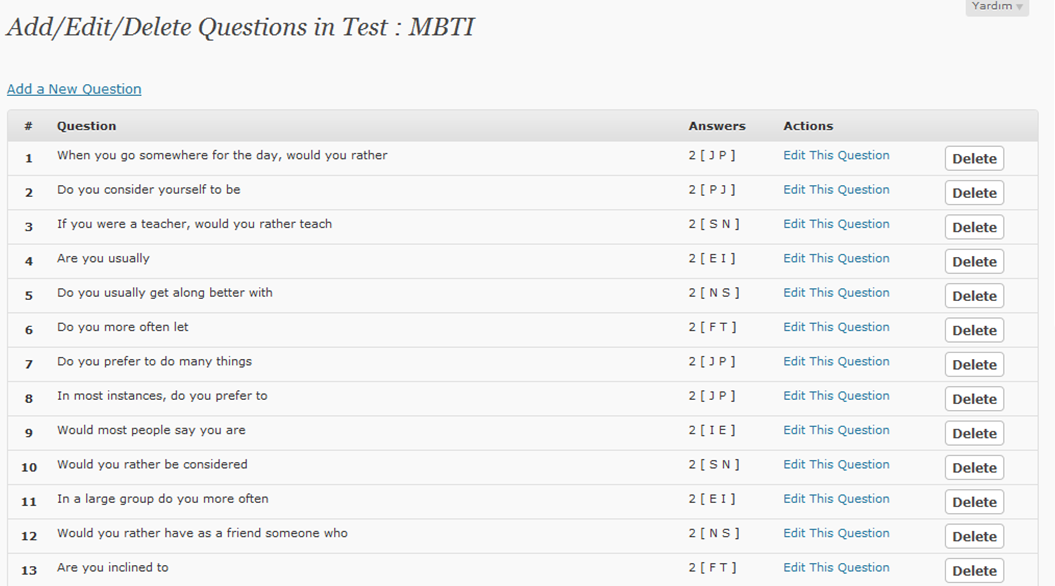 Yardım
Add/Edit/Delete Questions in Test : MBTI
Add a New Question
# Question Answers Actions
1 When you go somewhere for the day, would you rather 2 [ J P ] Edit This Question Delete
2 Do you consider yourself to be 2 [ P J ] Edit This Question Delete
3 If you were a teacher, would you rather teach 2 [ S N ] Edit This Question Delete
4 Are you usually 2 [ E I ] Edit This Question Delete
5 Do you usually get along better with 2 [ N S ] Edit This Question Delete
6 Do you more often let 2 [ F T ] Edit This Question Delete
7 Do you prefer to do many things 2 [ J P ] Edit This Question Delete
8 In most instances, do you prefer to 2 [ J P ] Edit This Question Delete
9 Would most people say you are 2 [ I E ] Edit This Question Delete
10 Would you rather be considered 2 [ S N ] Edit This Question Delete
11 In a large group do you more often 2 [ E I ] Edit This Question Delete
12 Would you rather have as a friend someone who 2 [ N S ] Edit This Question Delete
13 Are you inclined to 2 [ F T ] Edit This Question Delete